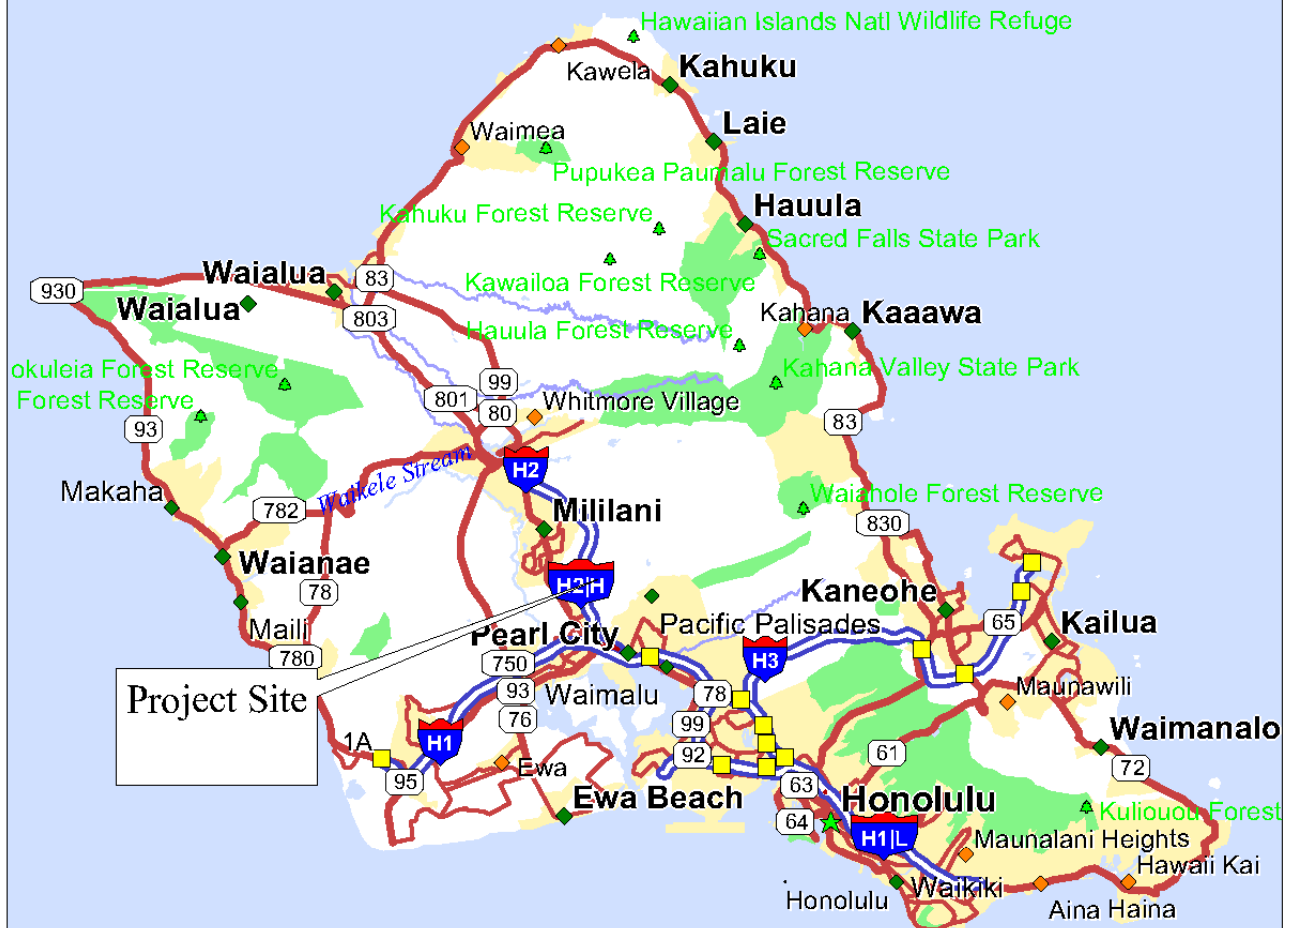 Hawaiian Islands Natl Wildlife Refuge
Kawela
Kahuku
Laie
Waimea
Pupukea Paumalu Forest Reserve
Hauula
Kahuku Forest Reserve
Sacred Falls State Park
Waialua
83
Kawailoa Forest Reserve
930
Waialua
803
Kahana
Kaaawa
Hauula Forest Reserve
okuleia Forest Reserve
99
Kahana Valley State Park
Forest Reserve
801
80
Whitmore Village
93
83
Waikele Stream
H2
Makaha
782
Mililani
Waiahole Forest Reserve
830
Waianae
78
H2|H
Kaneohe
Maili
Pearl City
Pacific Palisades
65
Kailua
780
750
H3
Project Site
93
Waimalu
78
Maunawili
76
99
1A
H1
92
61
Waimanalo
95
Ewa
72
63
Ewa Beach
Honolulu
64
Kuliouou Forest
H1|L
Maunalani Heights
Hawaii Kai
Honolulu
Waikiki
Aina Haina